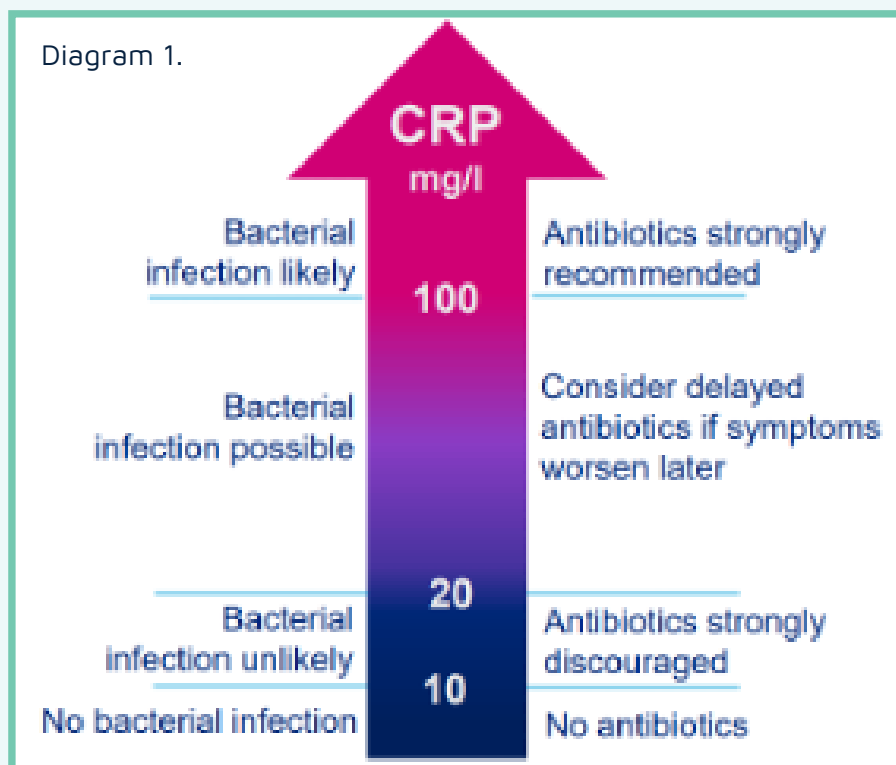 Diagram 1.
CRP
mg/l
Bacterial
infection likely
Antibiotics strongly
recommended
100
Bacterial
infection possible
Consider delayed
antibiotics if symptoms
worsen later
20
Bacterial
infection unlikely
Antibiotics strongly
discouraged
10
No bacterial infection
No antibiotics